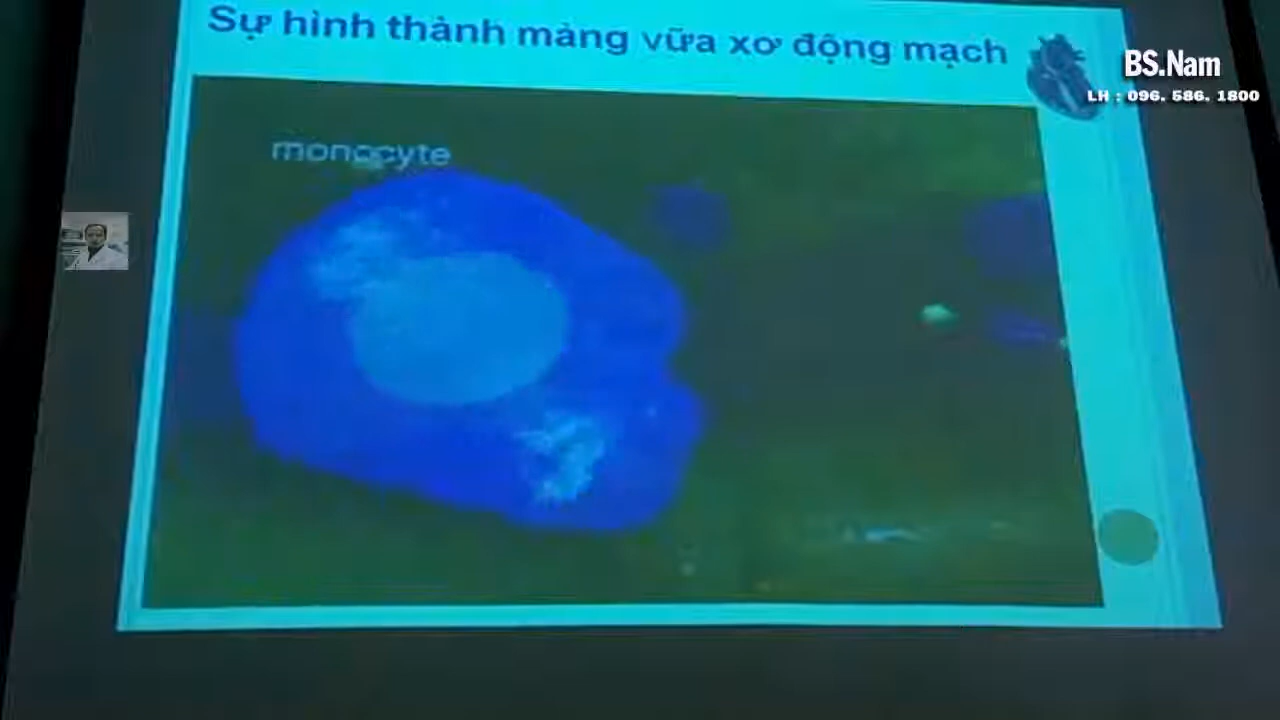 Sự hình thành mảng vữa xơ động mạch
BS.Nam
LH : 096. 586. 1800
monocyte